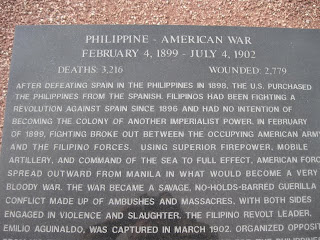 PHILIPPINE - AMERICAN WAR
FEBRUARY 4, 1899 - JULY 4, 1902
DEATHS: 3,216 WOUNDED: 2,779
AFTER DEFEATING SPAIN IN THE PHILIPPINES IN 1898, THE U.S. PURCHASED
THE PHILIPPINES FROM THE SPANISH. FILIPINOS HAD BEEN FIGHTING A
REVOLUTION AGAINST SPAIN SINCE 1896 AND HAD NO INTENTION OF
BECOMING THE COLONY OF ANOTHER IMPERIALIST POWER. IN FEBRUARY
OF 1899, FIGHTING BROKE OUT BETWEEN THE OCCUPYING AMERICAN ARMY
AND THE FILIPINO FORCES. USING SUPERIOR FIREPOWER, MOBILE
ARTILLERY, AND COMMAND OF THE SEA TO FULL EFFECT, AMERICAN FORC
SPREAD OUTWARD FROM MANILA IN WHAT WOULD BECOME A VERY
BLOODY WAR. THE WAR BECAME A SAVAGE, NO-HOLDS-BARRED GUERILLA
CONFLICT MADE UP OF AMBUSHES AND MASSACRES, WITH BOTH SIDES
ENGAGED IN VIOLENCE AND SLAUGHTER. THE FILIPINO REVOLT LEADER,
EMILIO AGUINALDO, WAS CAPTURED IN MARCH 1902. ORGANIZED OPPOSIT